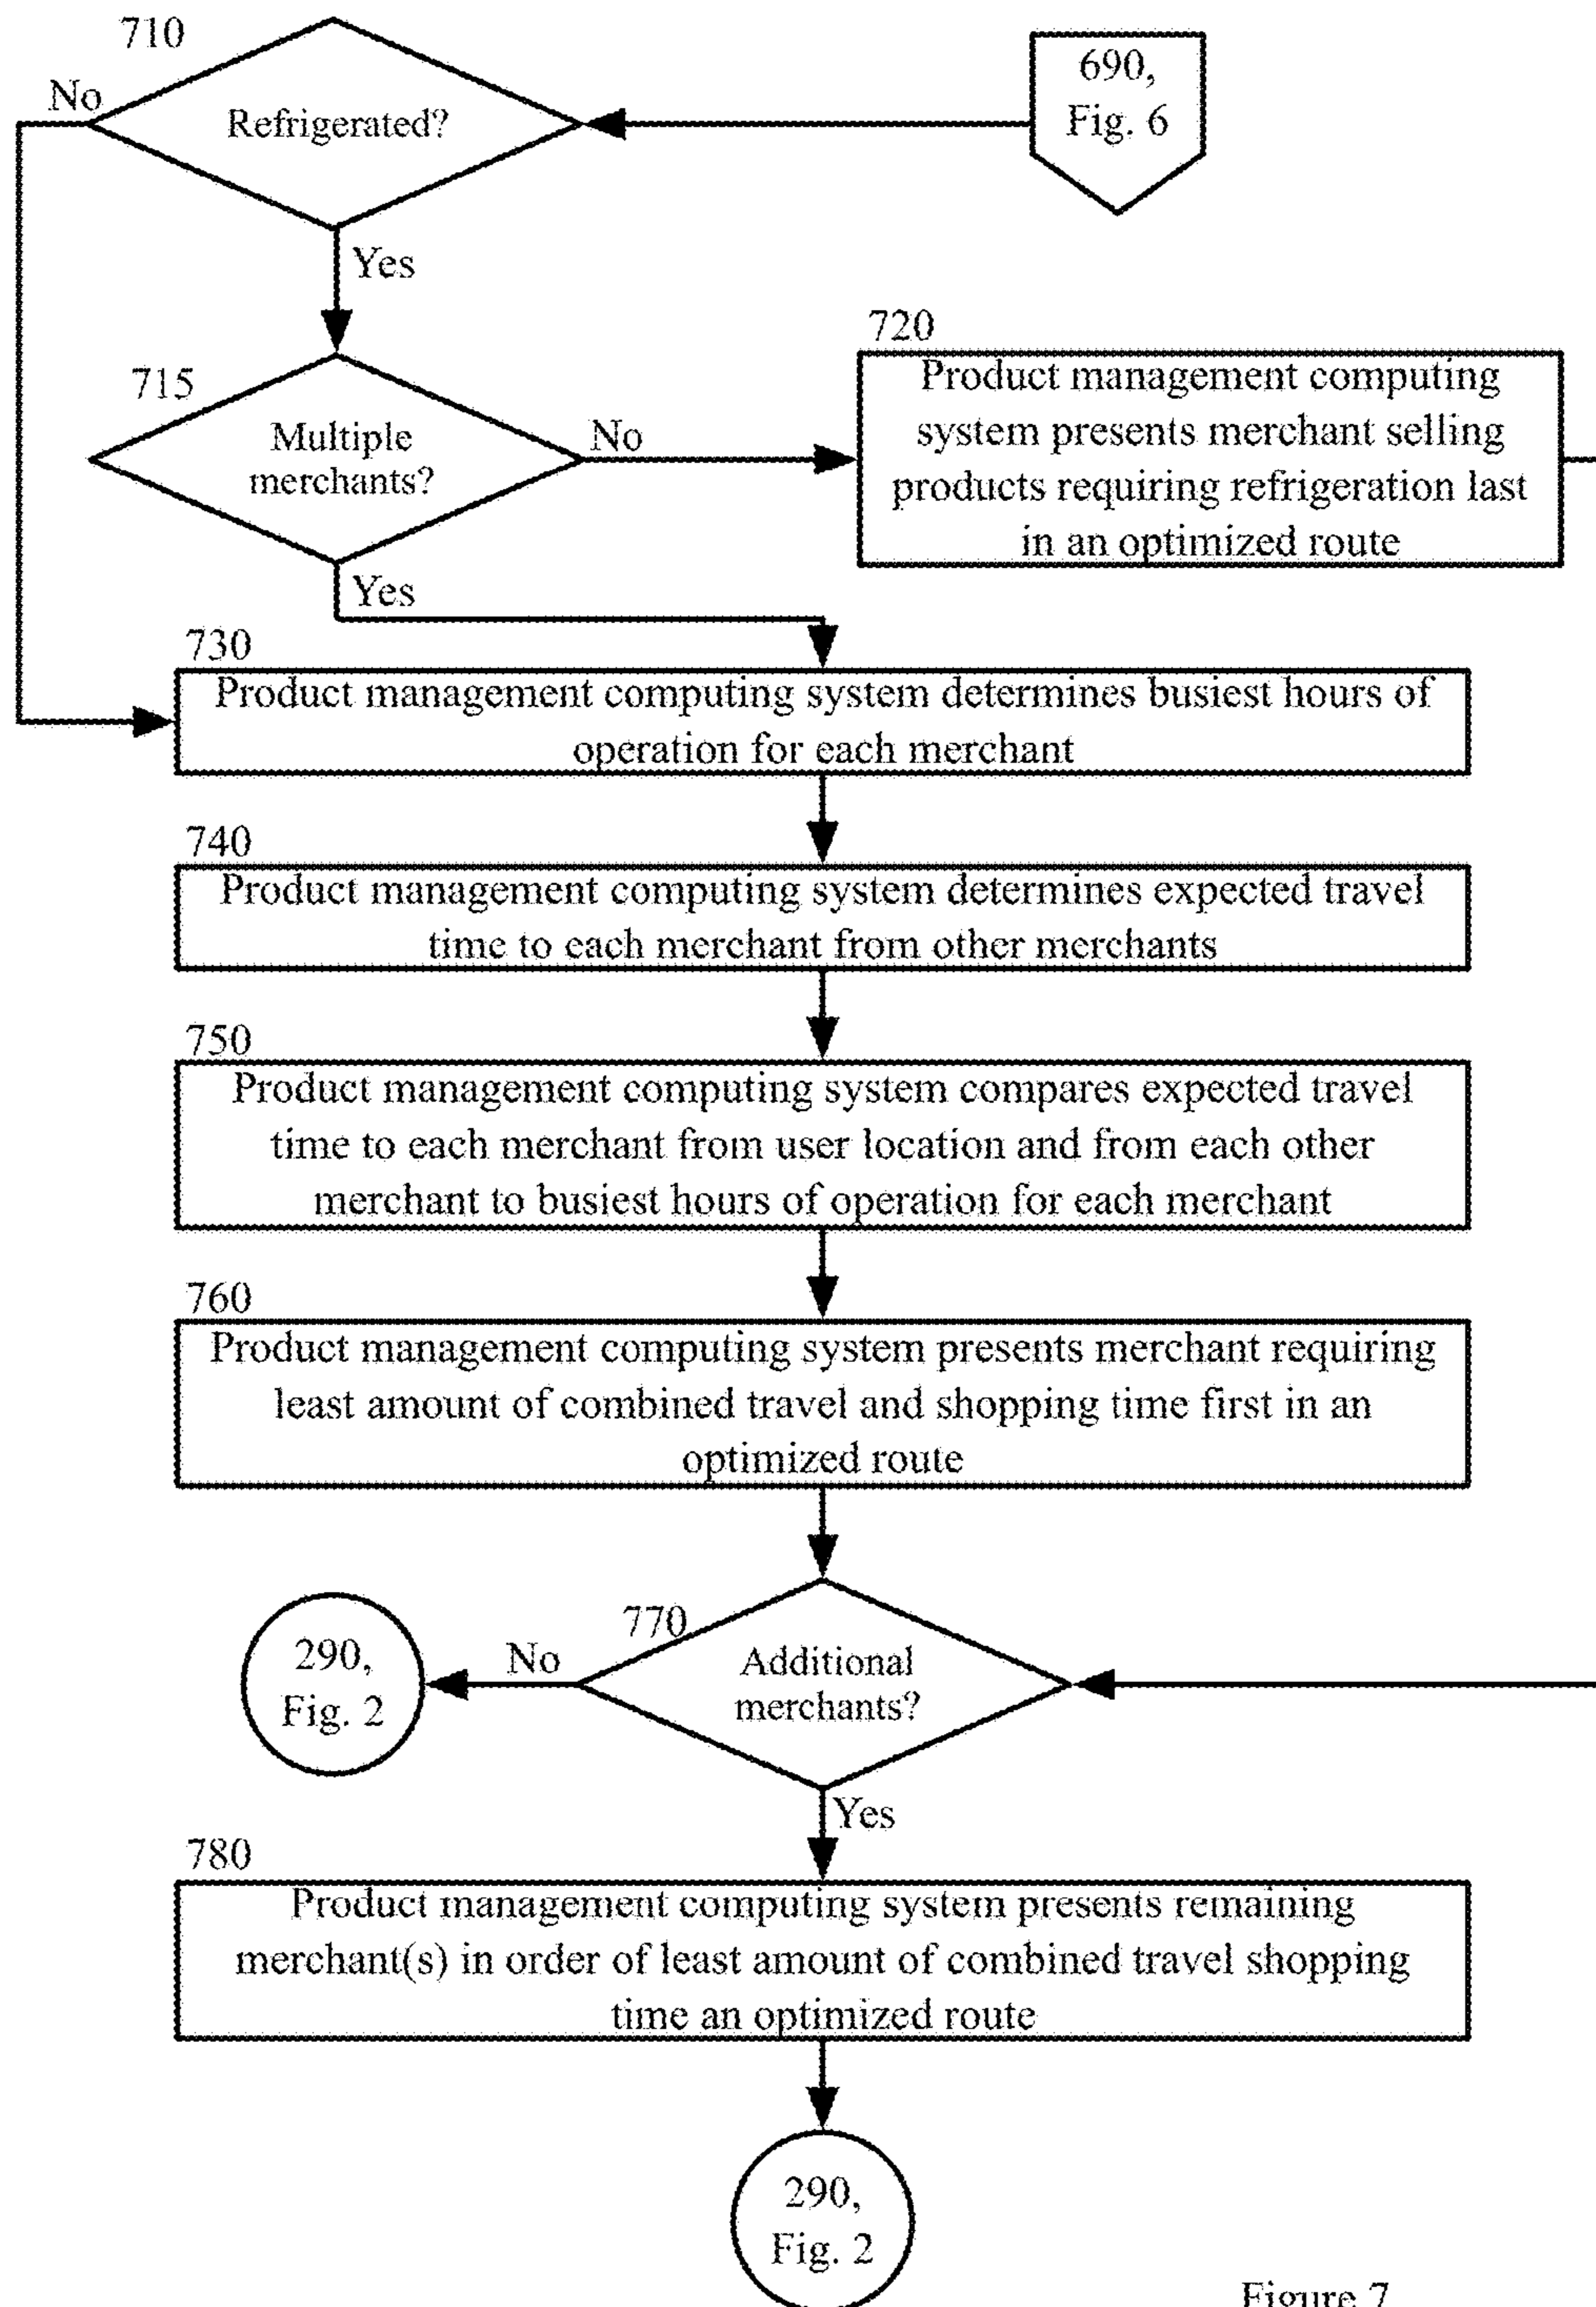 710
No
Refrigerated?
690,
Fig. 6
Yes
720
715
Multiple
merchants?
No
Product management computing
system presents merchant selling
products requiring refrigeration last
in an optimized route
Yes
730
Product management computing system determines busiest hours of
operation for each merchant
740
Product management computing system determines expected travel
time to each merchant from other merchants
750
Product management computing system compares expected travel
time to each merchant from user location and from each other
merchant to busiest hours of operation for each merchant
760
Product management computing system presents merchant requiring
least amount of combined travel and shopping time first in an
optimized route
770
Additional
merchants?
No
290,
Fig. 2
Yes
780
Product management computing system presents remaining
merchant(s) in order of least amount of combined travel shopping
time an optimized route
290,
Fig. 2
Figure 7